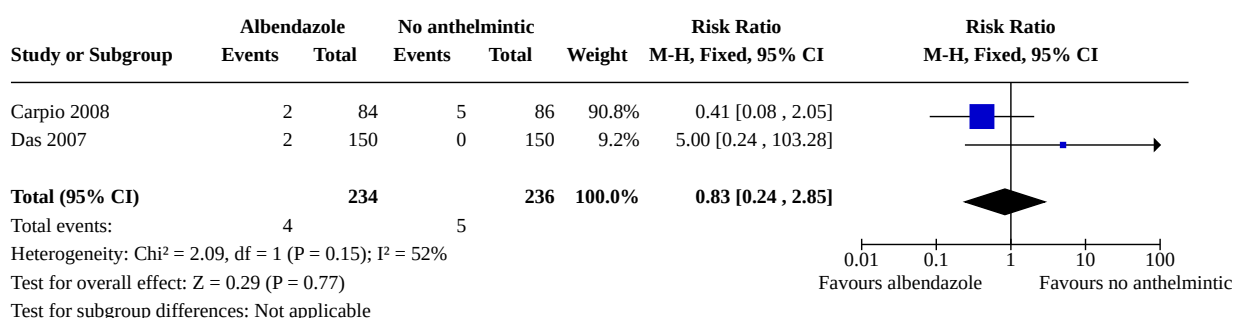 Albendazole No anthelmintic Risk Ratio Risk Ratio
Study or Subgroup Events Total Events Total Weight M-H, Fixed, 95% CI M-H, Fixed, 95% CI
Carpio 2008 2 84 5 86 90.8% 0.41 [0.08 , 2.05]
Das 2007 2 150 0 150 9.2% 5.00 [0.24 , 103.28]
Total (95% CI) 234 236 100.0% 0.83 [0.24 , 2.85]
Total events: 4 5
Heterogeneity: Chi² = 2.09, df = 1 (P = 0.15); I² = 52%
0.01 0.1 1 10 100
Test for overall effect: Z = 0.29 (P = 0.77)
Favours albendazole Favours no anthelmintic
Test for subgroup differences: Not applicable